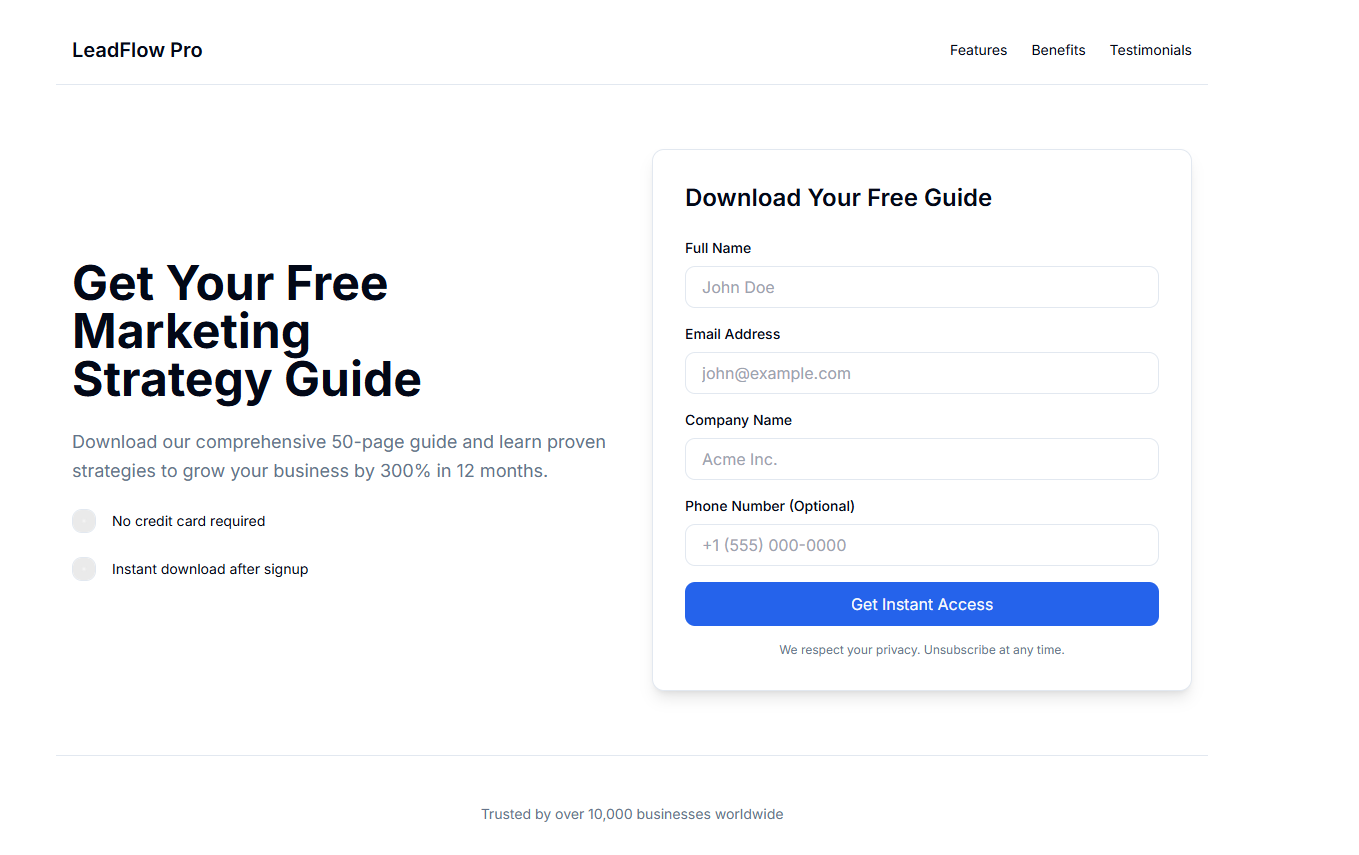 LeadFlow Pro
Features
Benefits
Testimonials
Get Your Free
Marketing
Strategy Guide
Download our comprehensive 50-page guide and learn proven
strategies to grow your business by 300% in 12 months.
No credit card required
Instant download after signup
Download Your Free Guide
Full Name
John Doe
Email Address
john@example.com
Company Name
Acme Inc.
Phone Number (Optional)
+1 (555) 000-0000
Get Instant Access
We respect your privacy. Unsubscribe at any time.
Trusted by over 10,000 businesses worldwide